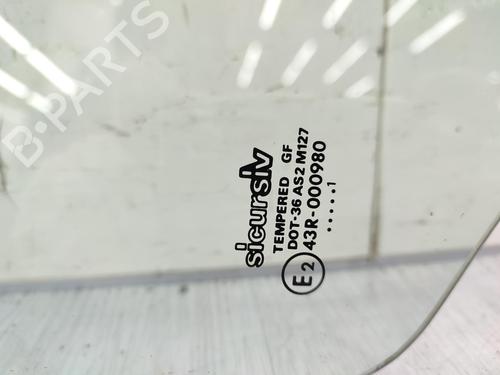 B-PARTS
sicursiv
TEMPERED GF
DOT-36 AS2 M127
43R-000980
E2
.....1